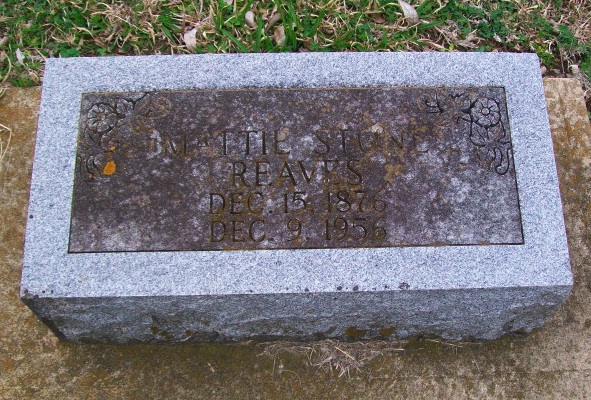 MATTIE STONE
REAVES
DEC. 15, 1876
DEC. 9, 1956